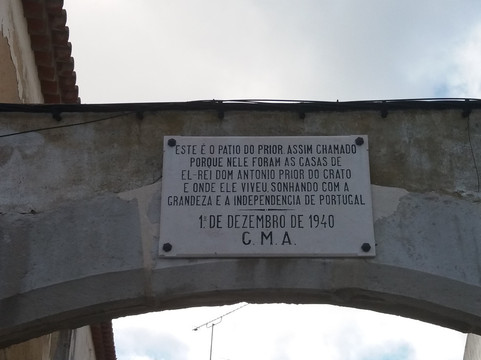 ESTE É O PATIO DO PRIOR ASSIM CHAMADO
PORQUE NELE FORAM AS CASAS DE
EL-REI DOM ANTONIO PRIOR DO CRATO
E ONDE ELE VIVEU SONHANDO COM A
GRANDEZA E A INDEPENDENCIA DE PORTUGAL
1.º DE DEZEMBRO DE 1940
C. M. A.